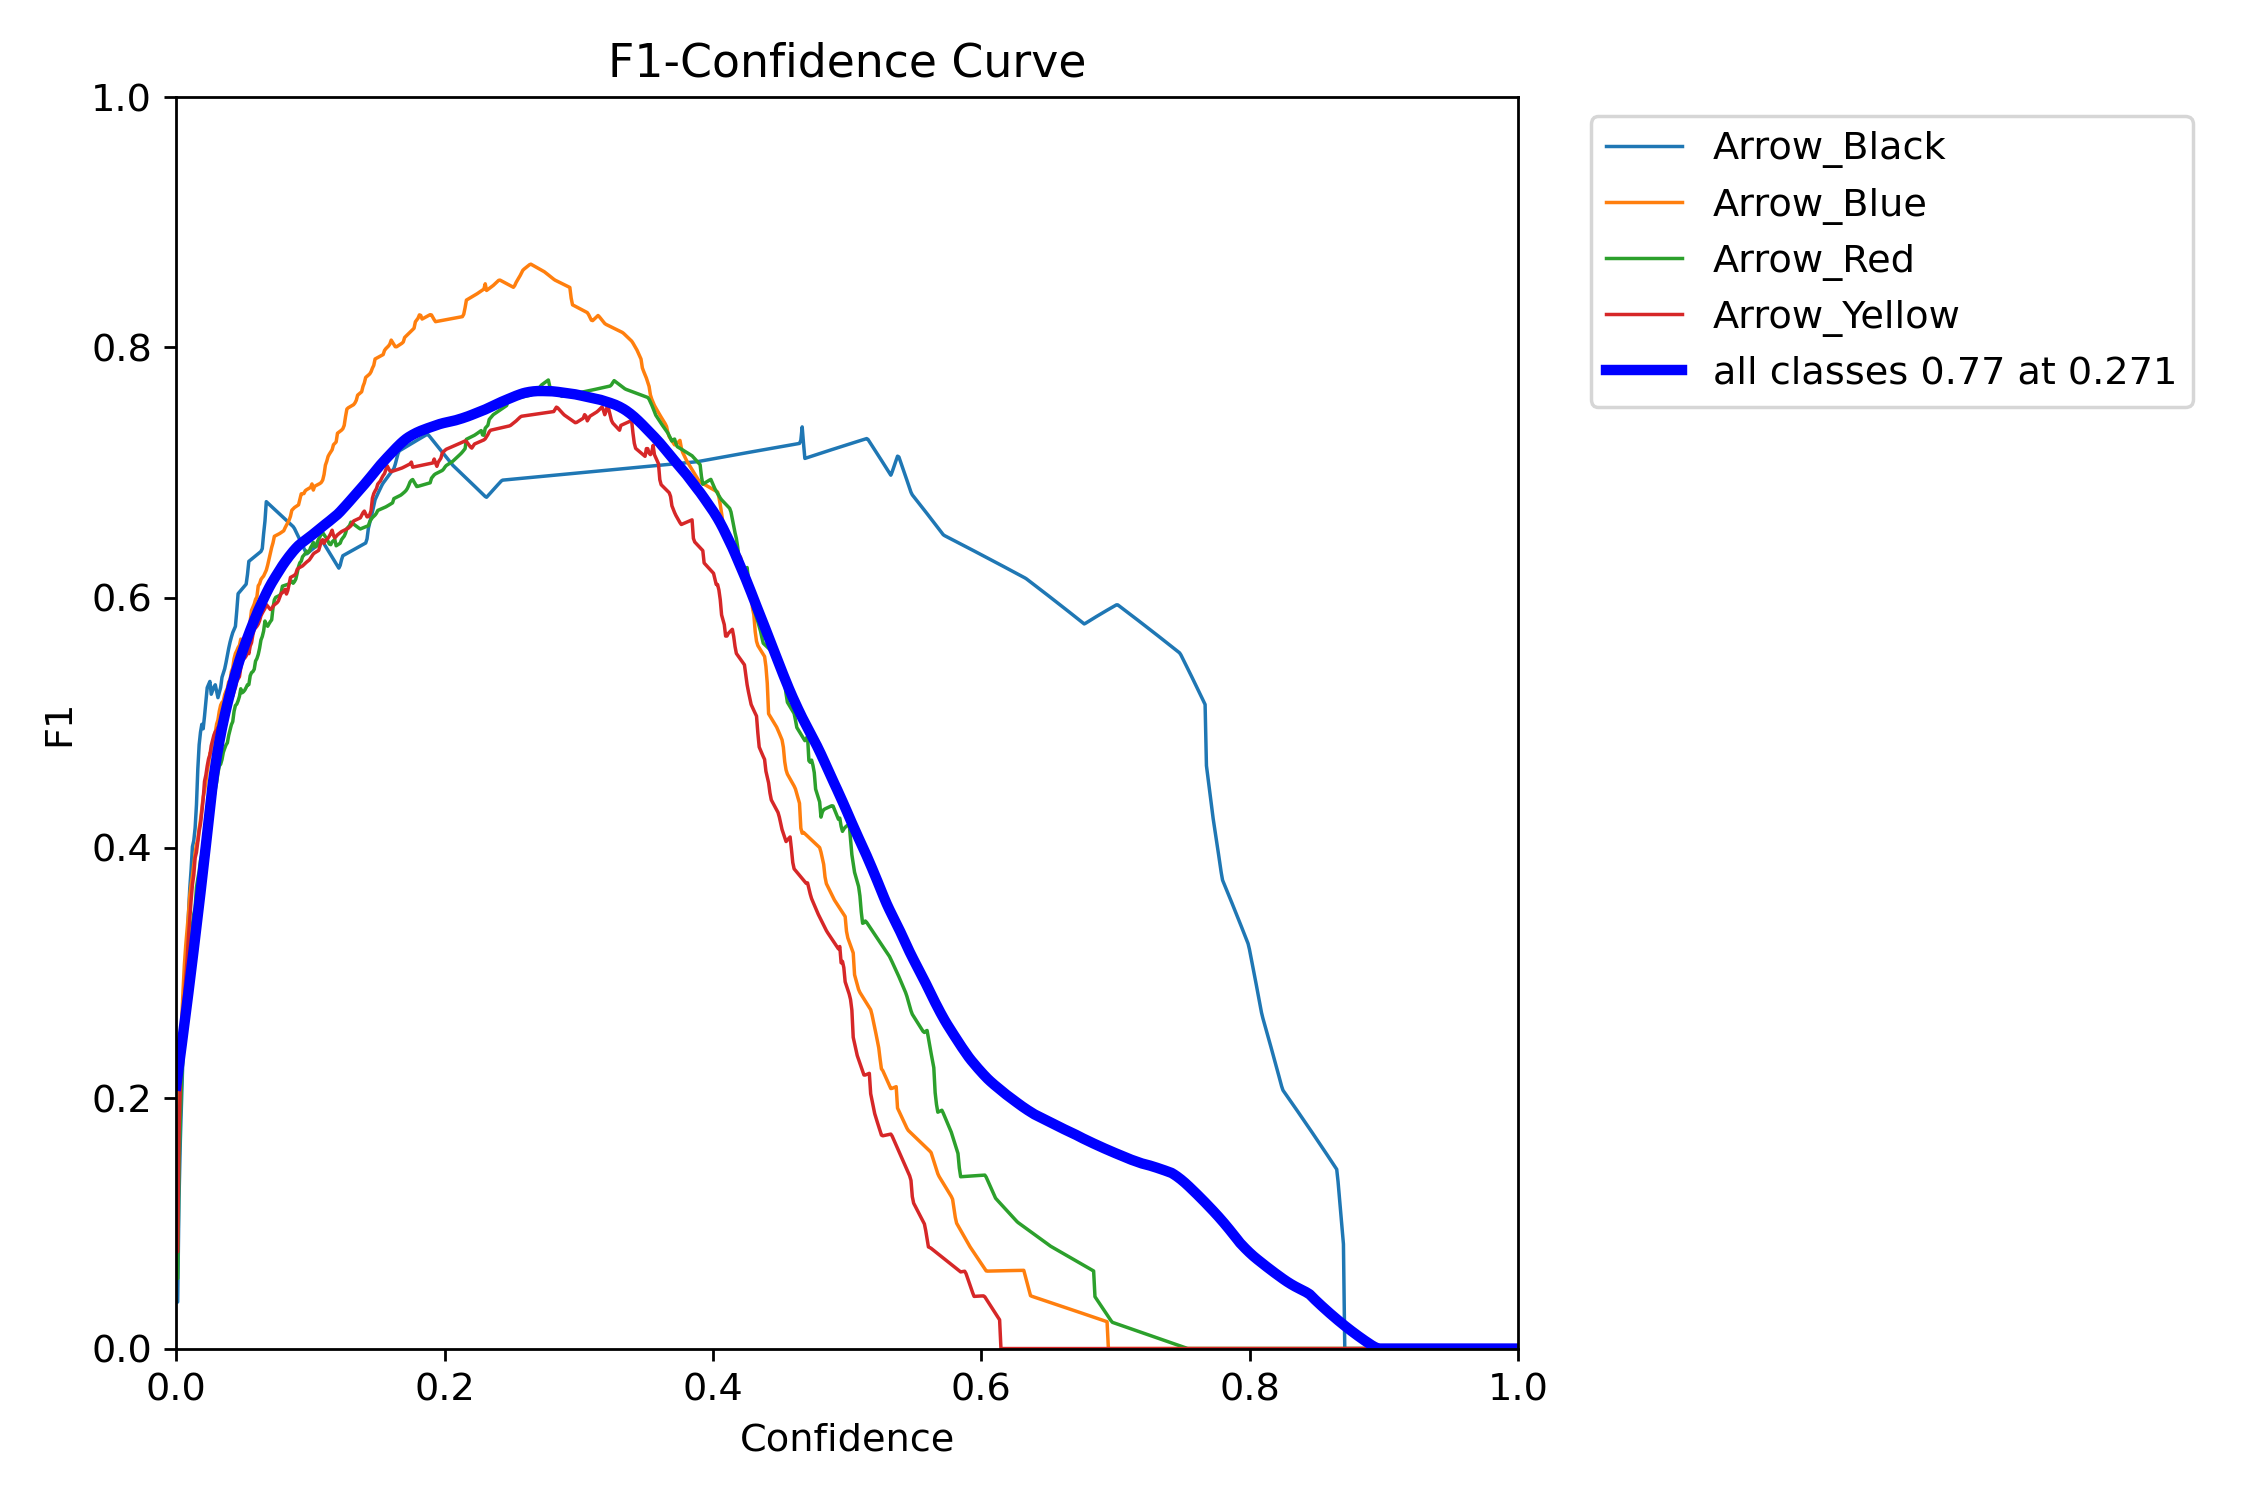 F1-Confidence Curve
1.0
0.8
0.6
0.4
0.2
0.0
F1
0.0 0.2 0.4 0.6 0.8 1.0
Confidence
Arrow_Black
Arrow_Blue
Arrow_Red
Arrow_Yellow
all classes 0.77 at 0.271